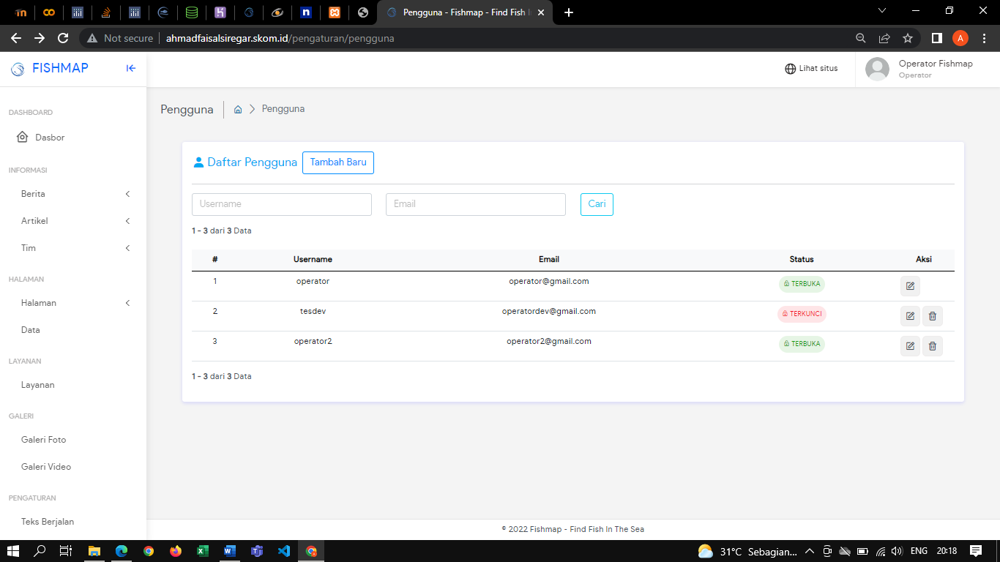 Pengguna - Fishmap - Find Fish I
Not secure
ahmadfaisalsiregar.skom.id/pengaturan/pengguna
A
FISHMAP
Lihat situs
Operator Fishmap
Operator
DASHBOARD
Dasbor
INFORMASI
Berita
Artikel
Tim
HALAMAN
Halaman
Data
LAYANAN
Layanan
GALERI
Galeri Foto
Galeri Video
PENGATURAN
Teks Berjalan
Pengguna
Pengguna
Daftar Pengguna
Tambah Baru
Username
Email
Cari
1 - 3 dari 3 Data
# Username Email Status Aksi
1 operator operator@gmail.com TERBUKA
2 tesdev operatordev@gmail.com TERKUNCI
3 operator2 operator2@gmail.com TERBUKA
1 - 3 dari 3 Data
© 2022 Fishmap - Find Fish In The Sea
31°C Sebagian... ENG 20:18